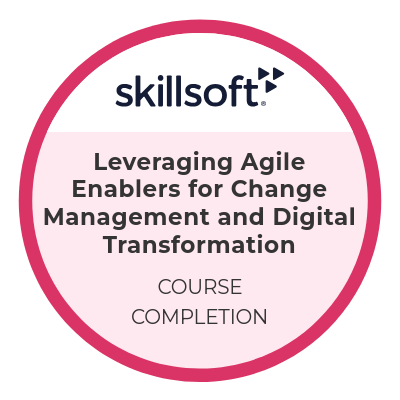 skillsoft®
Leveraging Agile
Enablers for Change
Management and Digital
Transformation
COURSE
COMPLETION